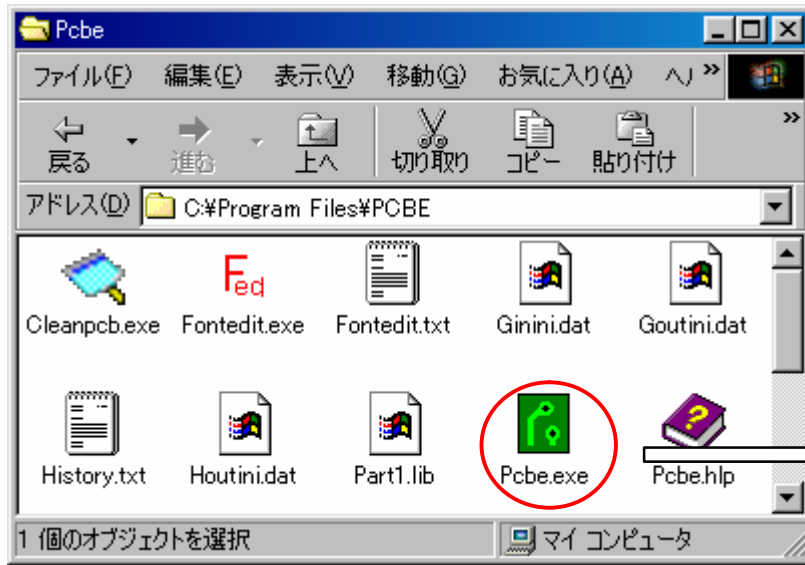 Pcbe
ファイル(F) 編集(E) 表示(V) 移動(G) お気に入り(A) ヘル »
戻る 進む 上へ 切り取り コピー 貼り付け »
アドレス(D) C:¥Program Files¥PCBE
Fed
Cleanpcb.exe Fontedit.exe Fontedit.txt Ginini.dat Goutini.dat
History.txt Houtini.dat Part1.lib Pcbe.exe Pcbe.hlp
1 個のオブジェクトを選択 マイ コンピュータ